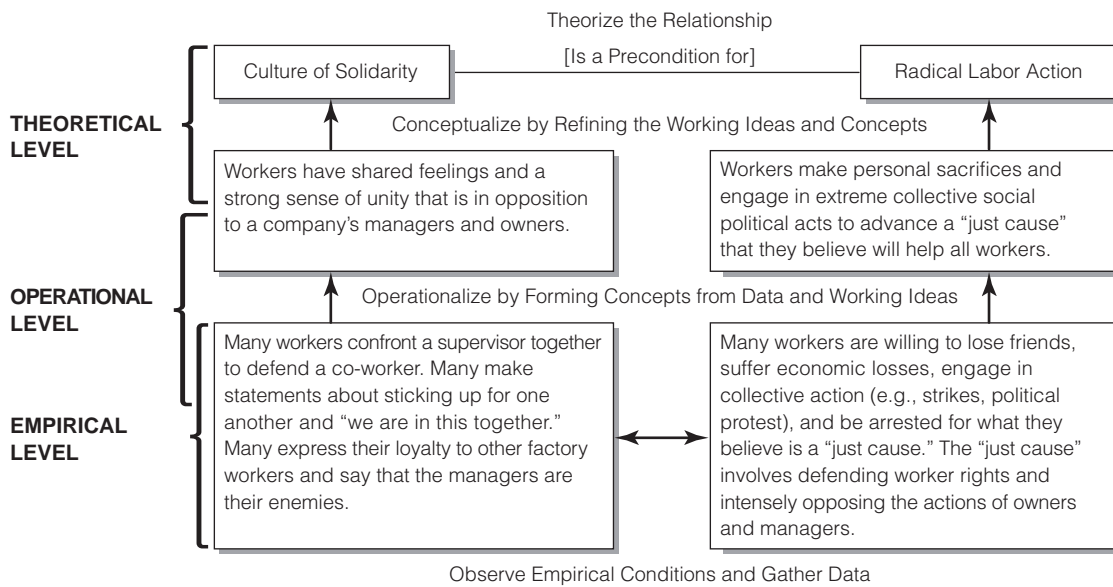 Theorize the Relationship
Culture of Solidarity
[Is a Precondition for]
Radical Labor Action
THEORETICAL
LEVEL
Conceptualize by Refining the Working Ideas and Concepts
Workers have shared feelings and a
strong sense of unity that is in opposition
to a company’s managers and owners.
Workers make personal sacrifices and
engage in extreme collective social
political acts to advance a “just cause”
that they believe will help all workers.
OPERATIONAL
LEVEL
Operationalize by Forming Concepts from Data and Working Ideas
EMPIRICAL
LEVEL
Many workers confront a supervisor together
to defend a co-worker. Many make
statements about sticking up for one
another and “we are in this together.”
Many express their loyalty to other factory
workers and say that the managers are
their enemies.
Many workers are willing to lose friends,
suffer economic losses, engage in
collective action (e.g., strikes, political
protest), and be arrested for what they
believe is a “just cause.” The “just cause”
involves defending worker rights and
intensely opposing the actions of owners
and managers.
Observe Empirical Conditions and Gather Data